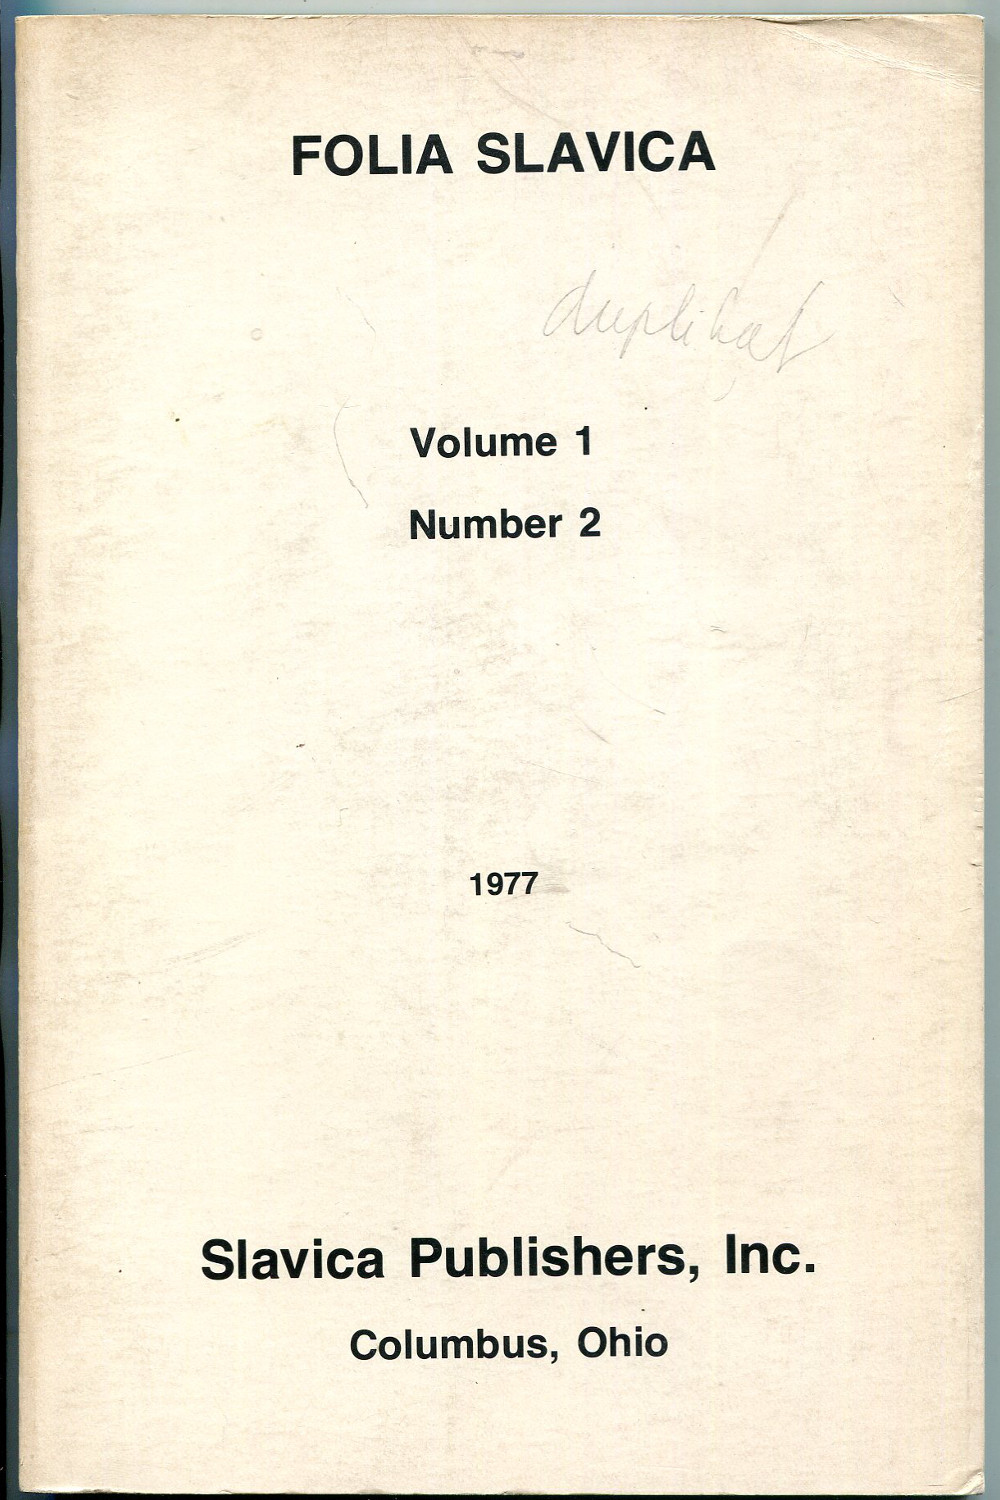 FOLIA SLAVICA
duplikat
Volume 1
Number 2
1977
Slavica Publishers, Inc.
Columbus, Ohio